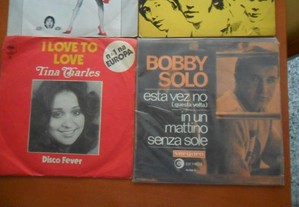 I LOVE TO
LOVE
Tina Charles
n.º 1 na
EUROPA
Disco Fever
BOBBY
SOLO
esta vez no
(questa volta)
in un
mattino
senza sole